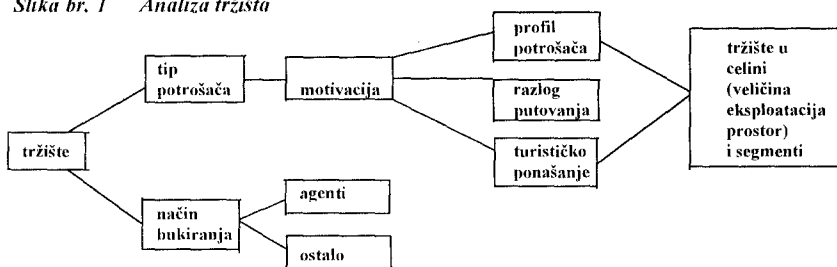 Slika br. 1 Analiza tržišta
tržište
tip
potrošača
način
bukiranja
motivacija
agenti
ostalo
profil
potrošača
razlog
putovanja
turističko
ponašanje
tržište u
celini
(veličina
eksploatacija
prostor)
i segmenti